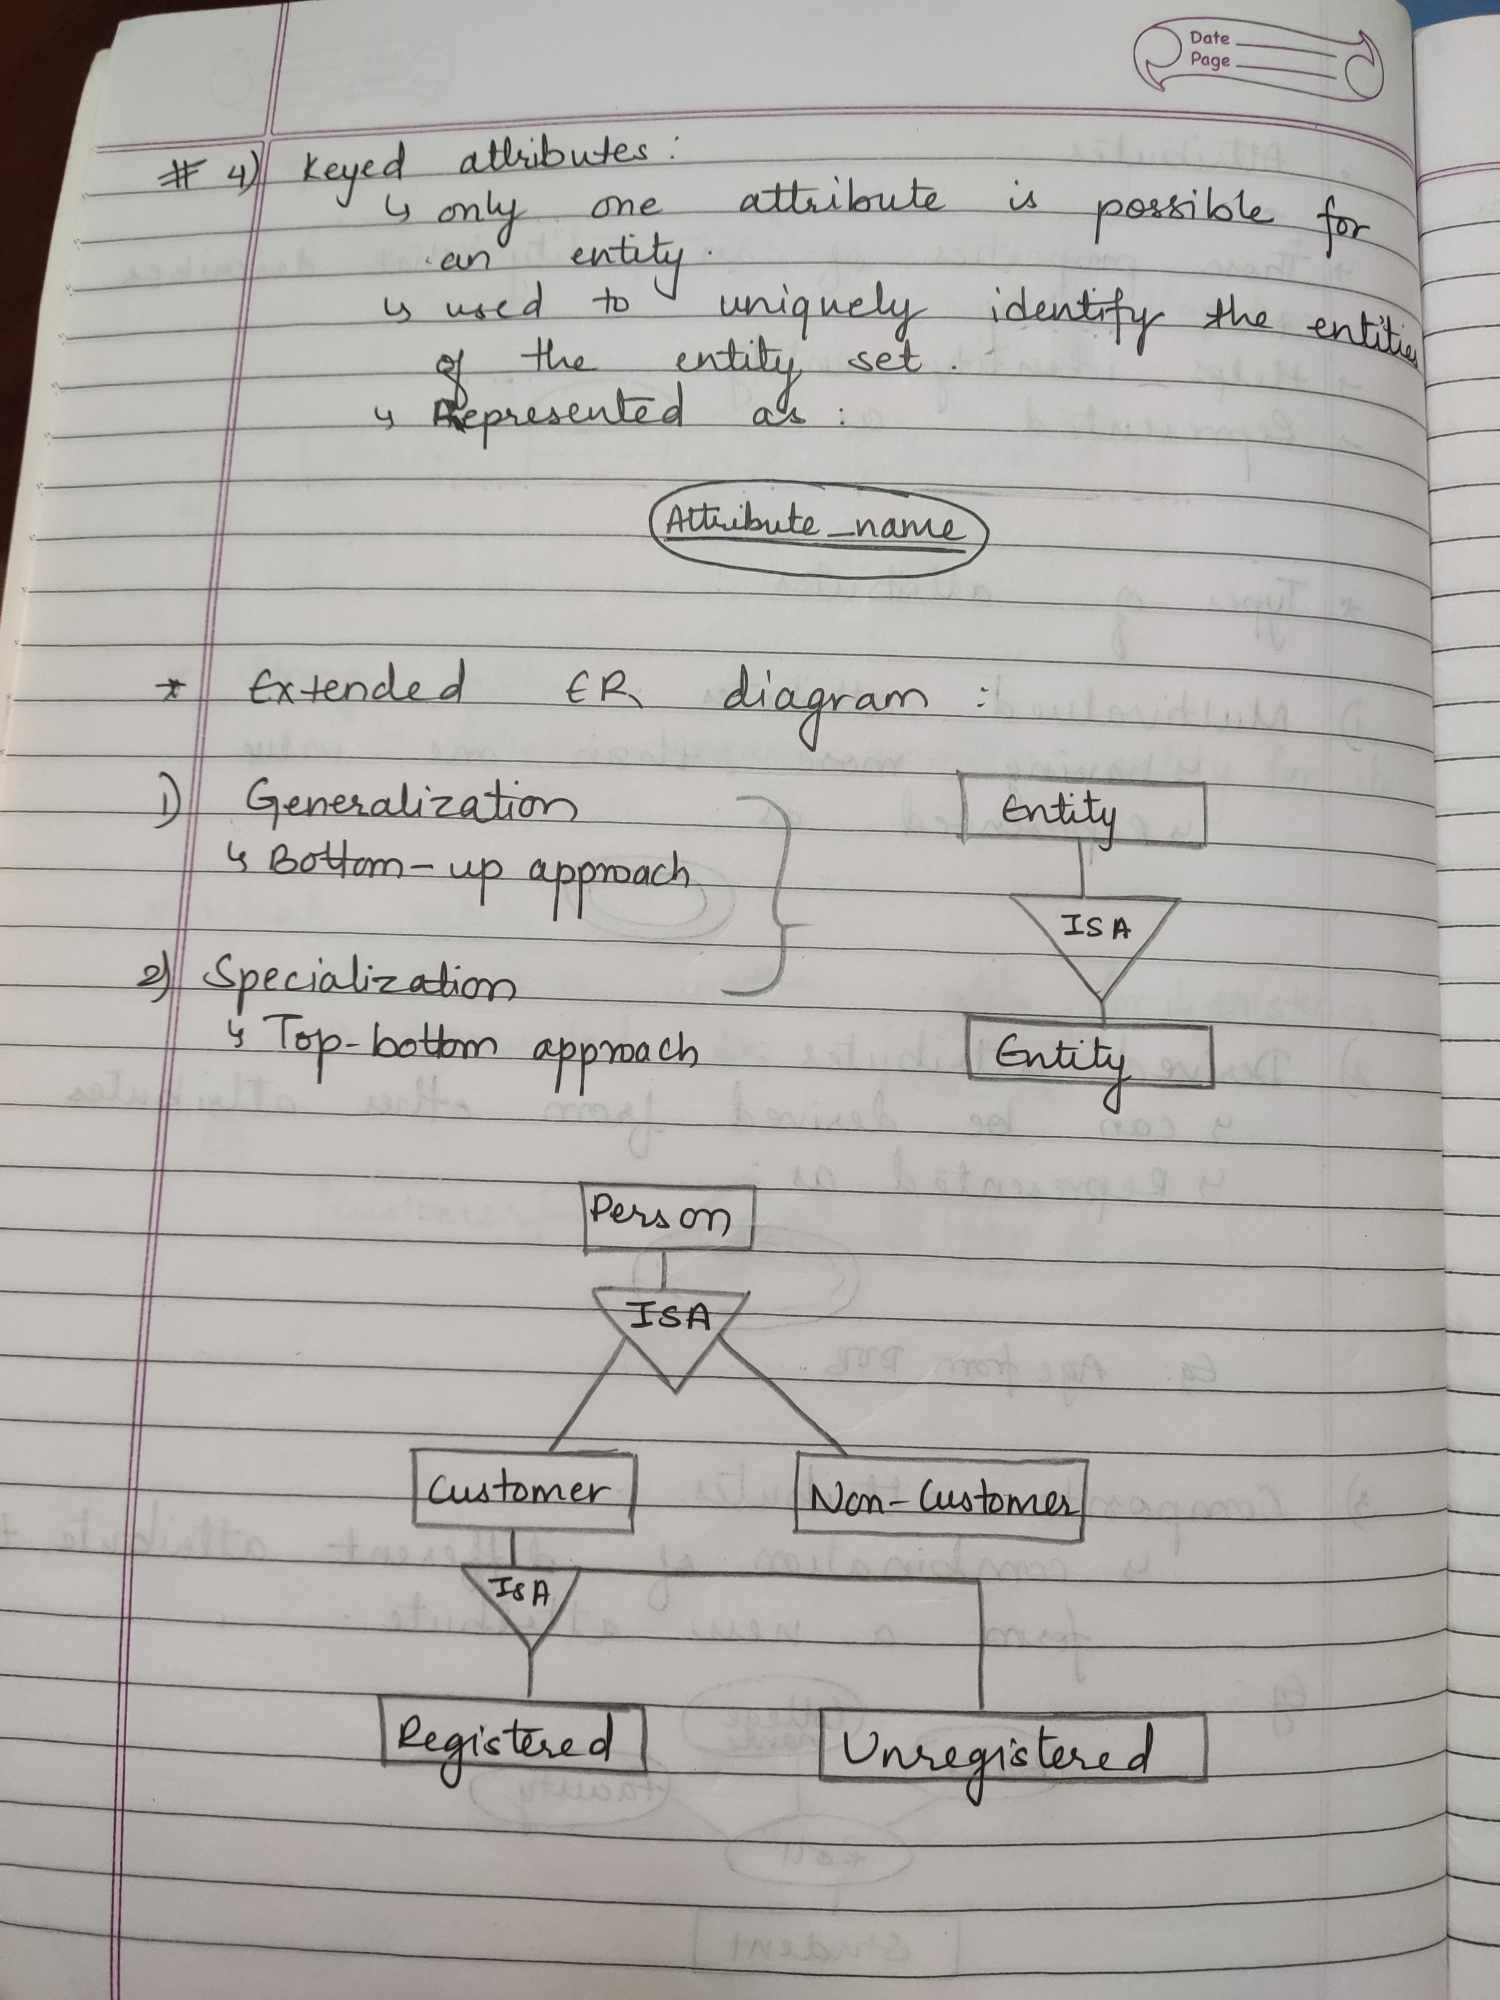 Date
Page
# 4) Keyed attributes :
↳ only one attribute is possible for
an entity.
↳ used to uniquely identify the entities
of the entity set.
↳ Represented as :
Attribute_name
* Extended ER diagram :
1) Generalization
↳ Bottom-up approach
2) Specialization
↳ Top-bottom approach
Entity
ISA
Entity
Person
ISA
Customer
Non-Customer
ISA
Registered
Unregistered